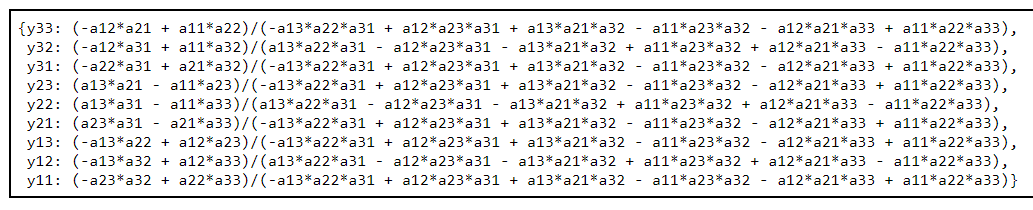 {y33: (-a12*a21 + a11*a22)/(-a13*a22*a31 + a12*a23*a31 + a13*a21*a32 - a11*a23*a32 - a12*a21*a33 + a11*a22*a33),
y32: (-a12*a31 + a11*a32)/(a13*a22*a31 - a12*a23*a31 - a13*a21*a32 + a11*a23*a32 + a12*a21*a33 - a11*a22*a33),
y31: (-a22*a31 + a21*a32)/(-a13*a22*a31 + a12*a23*a31 + a13*a21*a32 - a11*a23*a32 - a12*a21*a33 + a11*a22*a33),
y23: (a13*a21 - a11*a23)/(-a13*a22*a31 + a12*a23*a31 + a13*a21*a32 - a11*a23*a32 - a12*a21*a33 + a11*a22*a33),
y22: (a13*a31 - a11*a33)/(a13*a22*a31 - a12*a23*a31 - a13*a21*a32 + a11*a23*a32 + a12*a21*a33 - a11*a22*a33),
y21: (a23*a31 - a21*a33)/(-a13*a22*a31 + a12*a23*a31 + a13*a21*a32 - a11*a23*a32 - a12*a21*a33 + a11*a22*a33),
y13: (-a13*a22 + a12*a23)/(-a13*a22*a31 + a12*a23*a31 + a13*a21*a32 - a11*a23*a32 - a12*a21*a33 + a11*a22*a33),
y12: (-a13*a32 + a12*a33)/(a13*a22*a31 - a12*a23*a31 - a13*a21*a32 + a11*a23*a32 + a12*a21*a33 - a11*a22*a33),
y11: (-a23*a32 + a22*a33)/(-a13*a22*a31 + a12*a23*a31 + a13*a21*a32 - a11*a23*a32 - a12*a21*a33 + a11*a22*a33)}